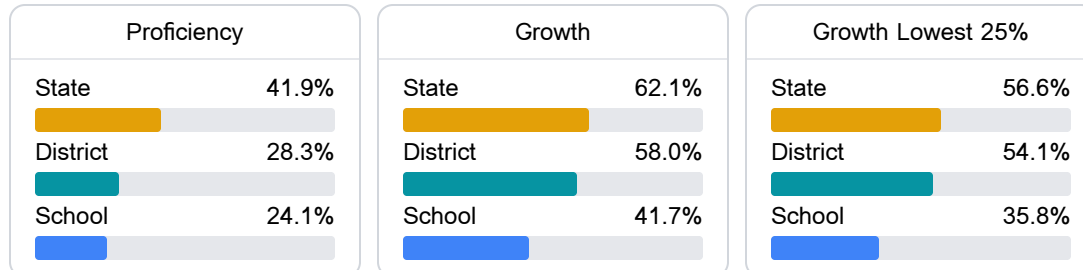 Proficiency
State 41.9%
District 28.3%
School 24.1%
Growth
State 62.1%
District 58.0%
School 41.7%
Growth Lowest 25%
State 56.6%
District 54.1%
School 35.8%